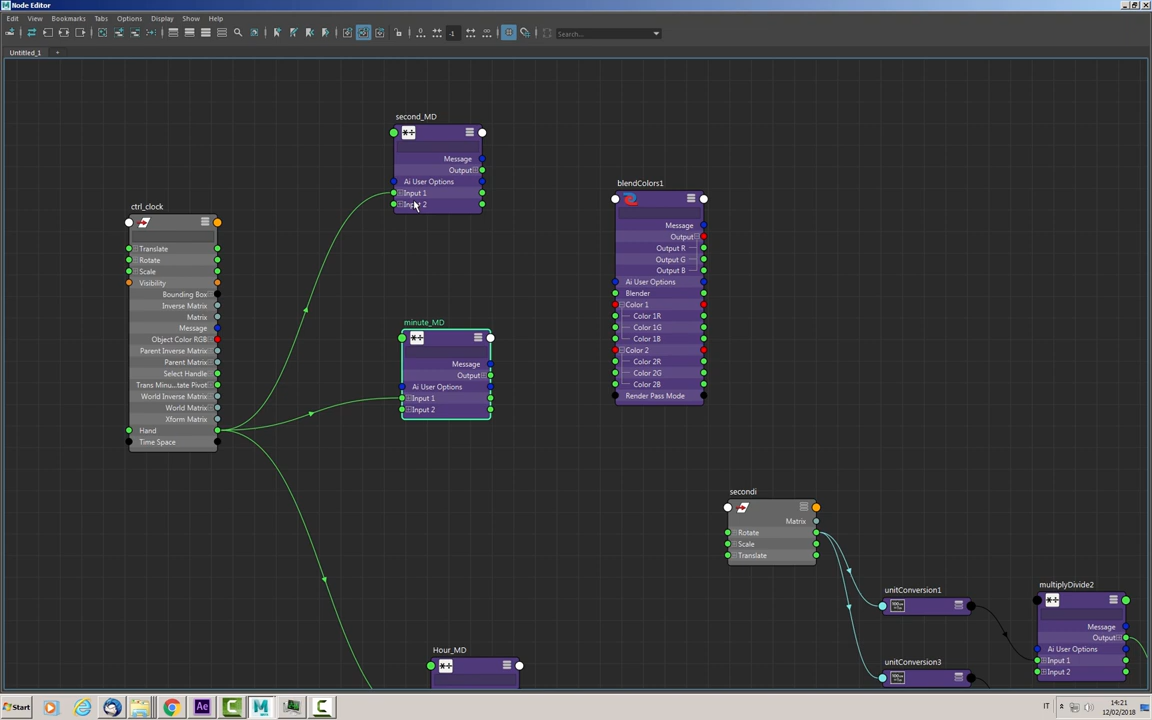 Node Editor
Edit View Bookmarks Tabs Options Display Show Help
Search...
Untitled_1 +
second_MD
Message
Output
Ai User Options
Input 1
Input 2
blendColors1
Message
Output
Output R
Output G
Output B
Ai User Options
Blender
Color 1
Color 1R
Color 1G
Color 1B
Color 2
Color 2R
Color 2G
Color 2B
Render Pass Mode
ctrl_clock
Translate
Rotate
Scale
Visibility
Bounding Box
Inverse Matrix
Matrix
Message
Object Color RGB
Parent Inverse Matrix
Parent Matrix
Select Handle
Trans Minu...tate Pivot
World Inverse Matrix
World Matrix
Xform Matrix
Hand
Time Space
minute_MD
Message
Output
Ai User Options
Input 1
Input 2
secondi
Matrix
Rotate
Scale
Translate
unitConversion1
multiplyDivide2
Message
Output
Ai User Options
Input 1
Input 2
Hour_MD
unitConversion3
Start
Ae
IT
14:21
12/02/2018